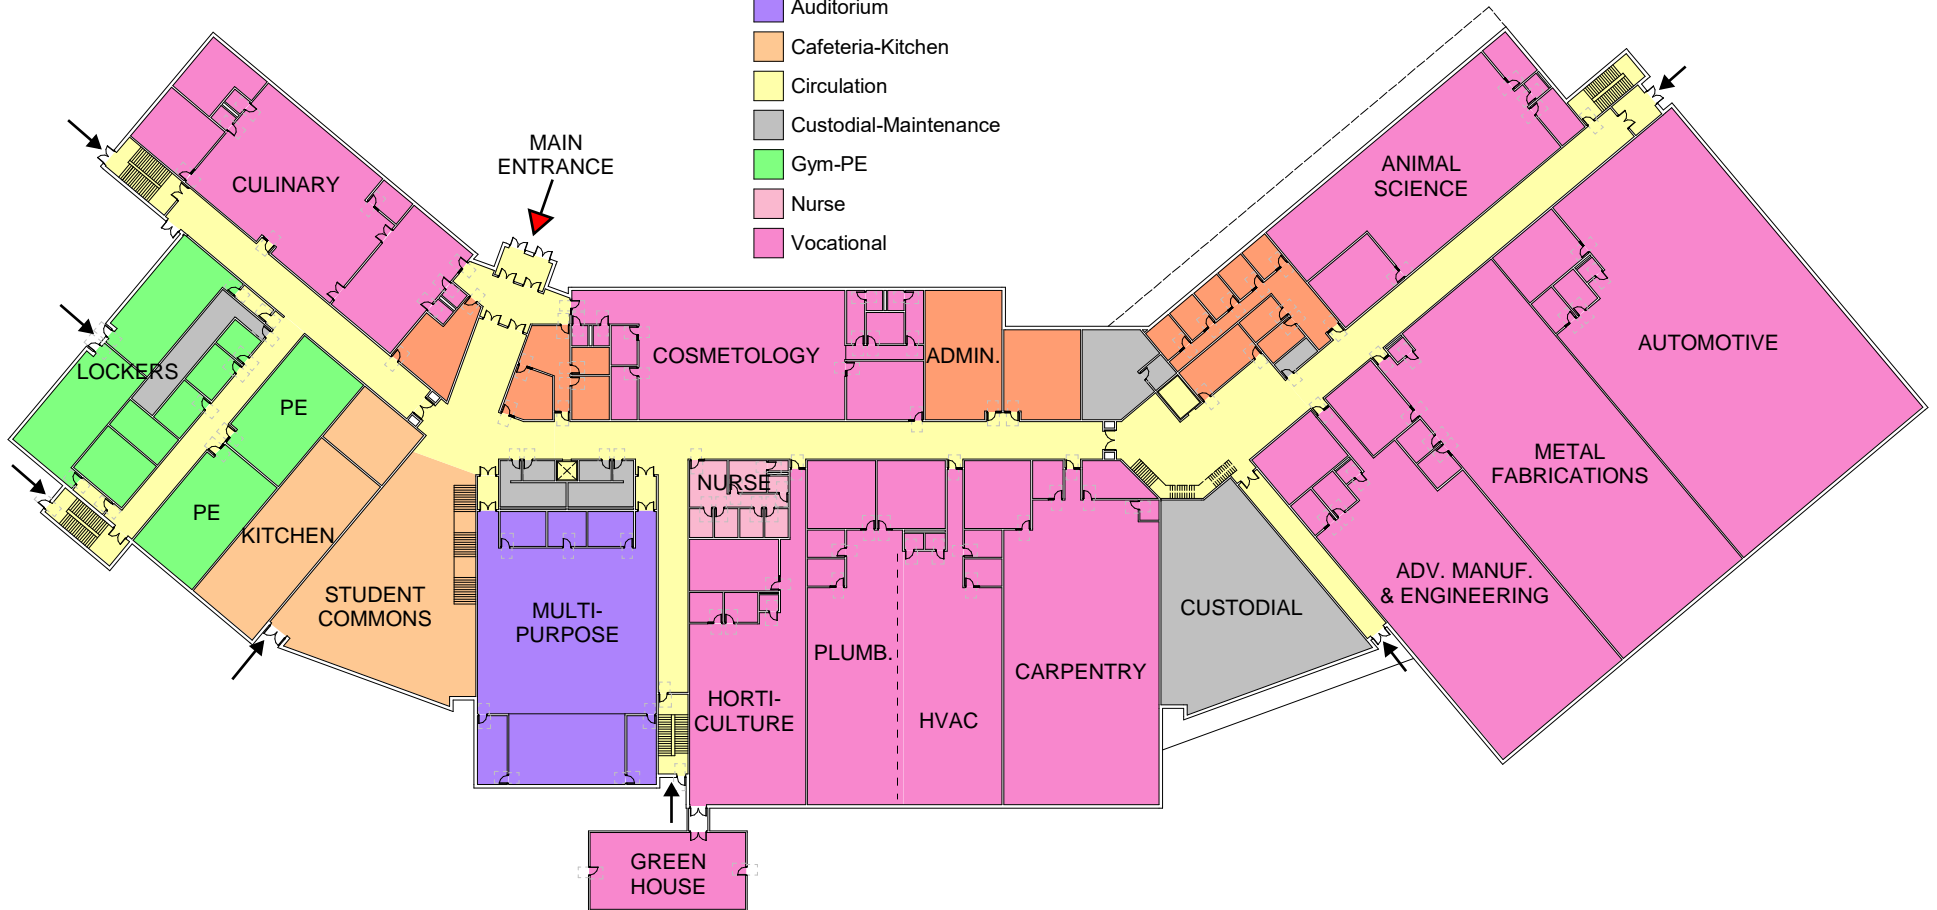 Auditorium
Cafeteria-Kitchen
Circulation
Custodial-Maintenance
Gym-PE
Nurse
Vocational
MAIN
ENTRANCE
CULINARY
ANIMAL
SCIENCE
LOCKERS
COSMETOLOGY
ADMIN.
AUTOMOTIVE
PE
PE
KITCHEN
NURSE
METAL
FABRICATIONS
STUDENT
COMMONS
MULTI-
PURPOSE
ADV. MANUF.
& ENGINEERING
CUSTODIAL
PLUMB.
CARPENTRY
HORTI-
CULTURE
HVAC
GREEN
HOUSE